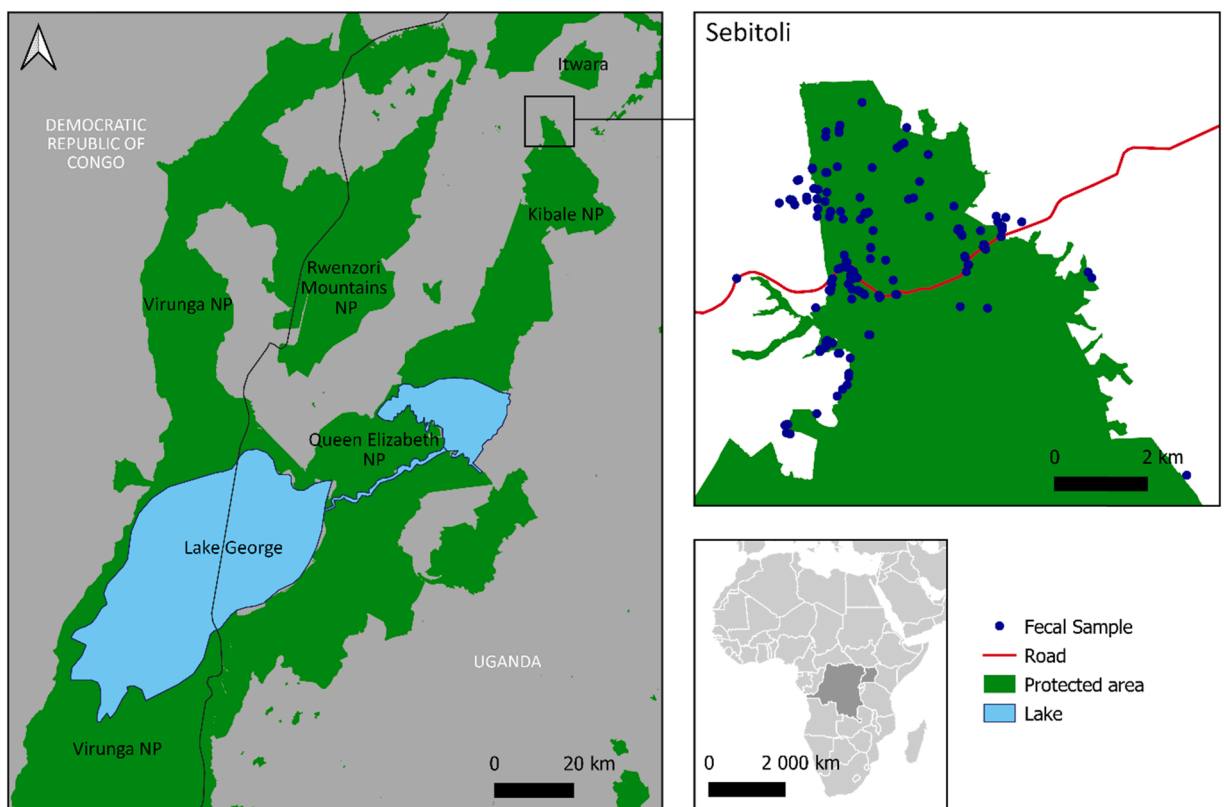 Itwara
DEMOCRATIC
REPUBLIC OF
CONGO
Kibale NP
Rwenzori
Mountains
NP
Virunga NP
Queen Elizabeth
NP
Lake George
UGANDA
Virunga NP
0 20 km
Sebitoli
0 2 km
0 2 000 km
Fecal Sample
Road
Protected area
Lake